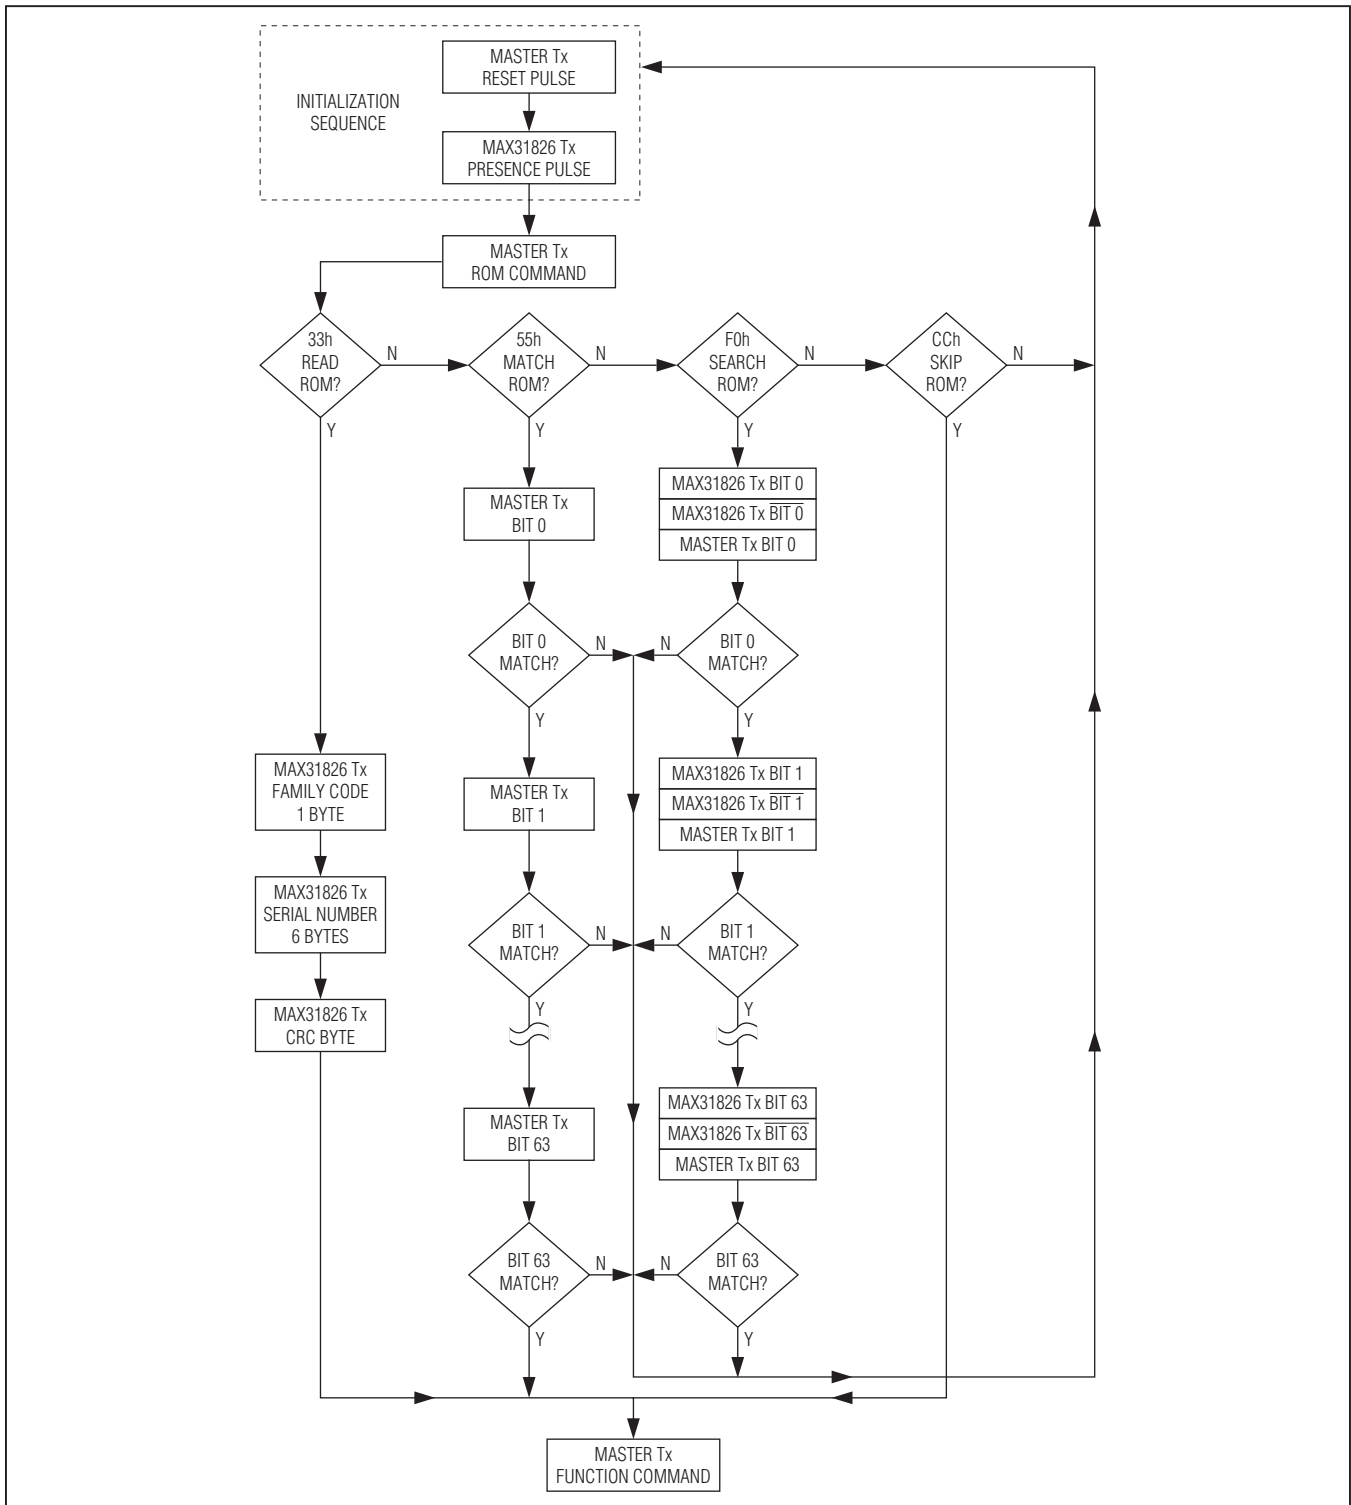 MASTER Tx
RESET PULSE
INITIALIZATION
SEQUENCE
MAX31826 Tx
PRESENCE PULSE
MASTER Tx
ROM COMMAND
33h
READ
ROM?
N
Y
55h
MATCH
ROM?
N
Y
F0h
SEARCH
ROM?
N
Y
CCh
SKIP
ROM?
N
Y
MAX31826 Tx
FAMILY CODE
1 BYTE
MAX31826 Tx
SERIAL NUMBER
6 BYTES
MAX31826 Tx
CRC BYTE
MASTER Tx
BIT 0
BIT 0
MATCH?
N
Y
MASTER Tx
BIT 1
BIT 1
MATCH?
N
Y
MASTER Tx
BIT 63
BIT 63
MATCH?
N
Y
MAX31826 Tx BIT 0
MAX31826 Tx B̅I̅T̅ ̅0̅
MASTER Tx BIT 0
N
BIT 0
MATCH?
Y
MAX31826 Tx BIT 1
MAX31826 Tx B̅I̅T̅ ̅1̅
MASTER Tx BIT 1
N
BIT 1
MATCH?
Y
MAX31826 Tx BIT 63
MAX31826 Tx B̅I̅T̅ ̅6̅3̅
MASTER Tx BIT 63
N
BIT 63
MATCH?
Y
MASTER Tx
FUNCTION COMMAND